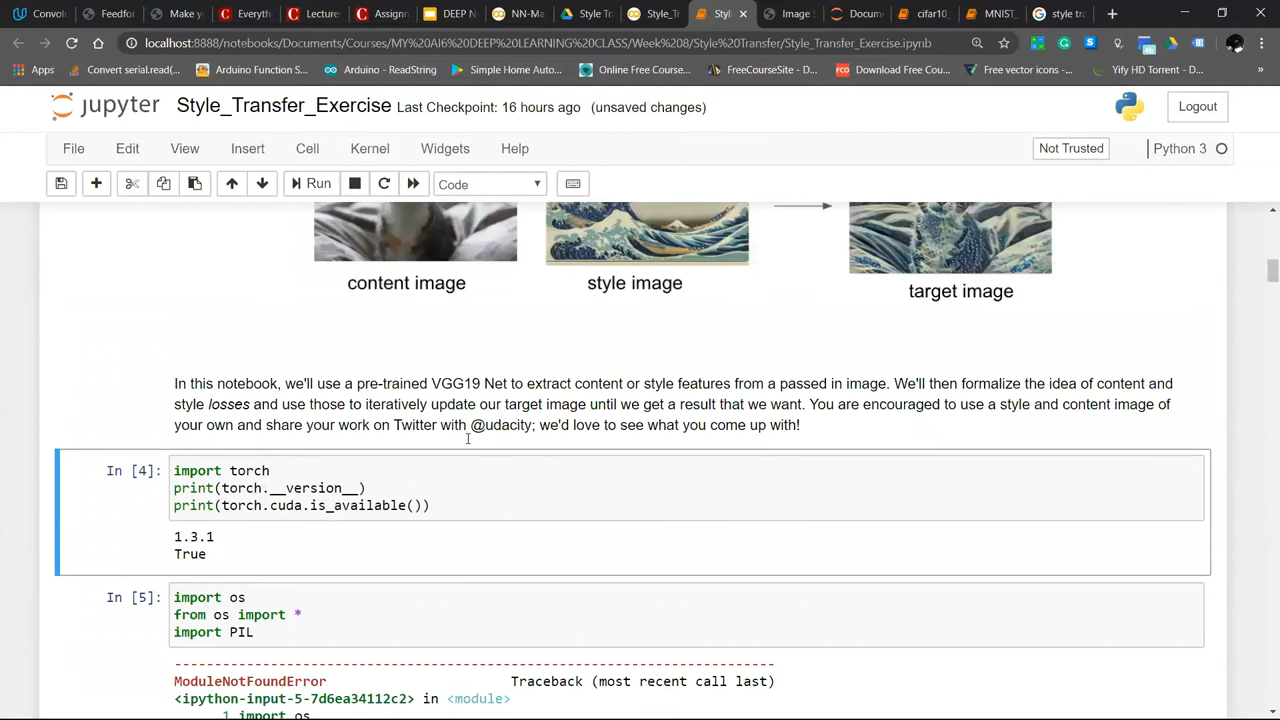 Convolu
Feedfor
Make y
Everyth
Lecture
Assignm
DEEP N
NN-Ma
Style Tr
Style_Tr
Styl
Image S
Docum
cifar10_
MNIST_
style tra
localhost:8888/notebooks/Documents/Courses/MY%20AI6%20DEEP%20LEARNING%20CLASS/Week%208/Style%20Transfer/Style_Transfer_Exercise.ipynb
Apps
Convert serial.read(...
Arduino Function S...
Arduino - ReadString
Simple Home Auto...
Online Free Course...
FreeCourseSite - D...
Download Free Cou...
Free vector icons -...
Yify HD Torrent - D...
»
jupyter Style_Transfer_Exercise Last Checkpoint: 16 hours ago (unsaved changes)
Logout
File Edit View Insert Cell Kernel Widgets Help
Not Trusted
Python 3
Run
Code
content image
style image
target image
In this notebook, we'll use a pre-trained VGG19 Net to extract content or style features from a passed in image. We'll then formalize the idea of content and
style losses and use those to iteratively update our target image until we get a result that we want. You are encouraged to use a style and content image of
your own and share your work on Twitter with @udacity; we'd love to see what you come up with!
In [4]: import torch
print(torch.__version__)
print(torch.cuda.is_available())
1.3.1
True
In [5]: import os
from os import *
import PIL
---------------------------------------------------------------------------
ModuleNotFoundError Traceback (most recent call last)
<ipython-input-5-7d6ea34112c2> in <module>
1 import os